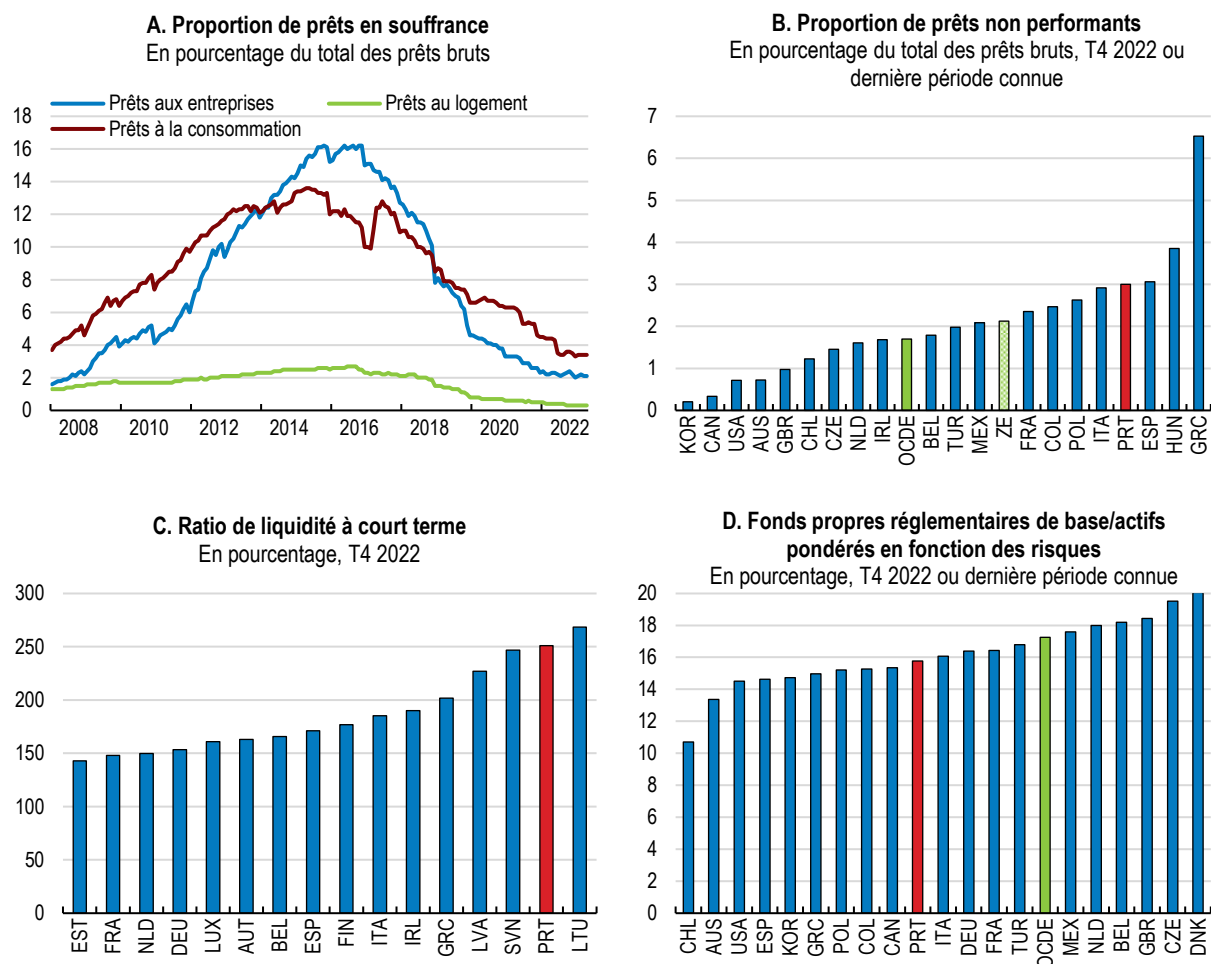 A. Proportion de prêts en souffrance
En pourcentage du total des prêts bruts
Prêts aux entreprises
Prêts au logement
Prêts à la consommation
18
16
14
12
10
8
6
4
2
0
2008
2010
2012
2014
2016
2018
2020
2022
B. Proportion de prêts non performants
En pourcentage du total des prêts bruts, T4 2022 ou
dernière période connue
7
6
5
4
3
2
1
0
KOR
CAN
USA
AUS
GBR
CHL
CZE
NLD
IRL
OCDE
BEL
TUR
MEX
ZE
FRA
COL
POL
ITA
PRT
ESP
HUN
GRC
C. Ratio de liquidité à court terme
En pourcentage, T4 2022
300
250
200
150
100
50
0
EST
FRA
NLD
DEU
LUX
AUT
BEL
ESP
FIN
ITA
IRL
GRC
LVA
SVN
PRT
LTU
D. Fonds propres réglementaires de base/actifs
pondérés en fonction des risques
En pourcentage, T4 2022 ou dernière période connue
20
18
16
14
12
10
8
6
4
2
0
CHL
AUS
USA
ESP
KOR
GRC
POL
COL
CAN
PRT
ITA
DEU
FRA
TUR
OCDE
MEX
NLD
BEL
GBR
CZE
DNK